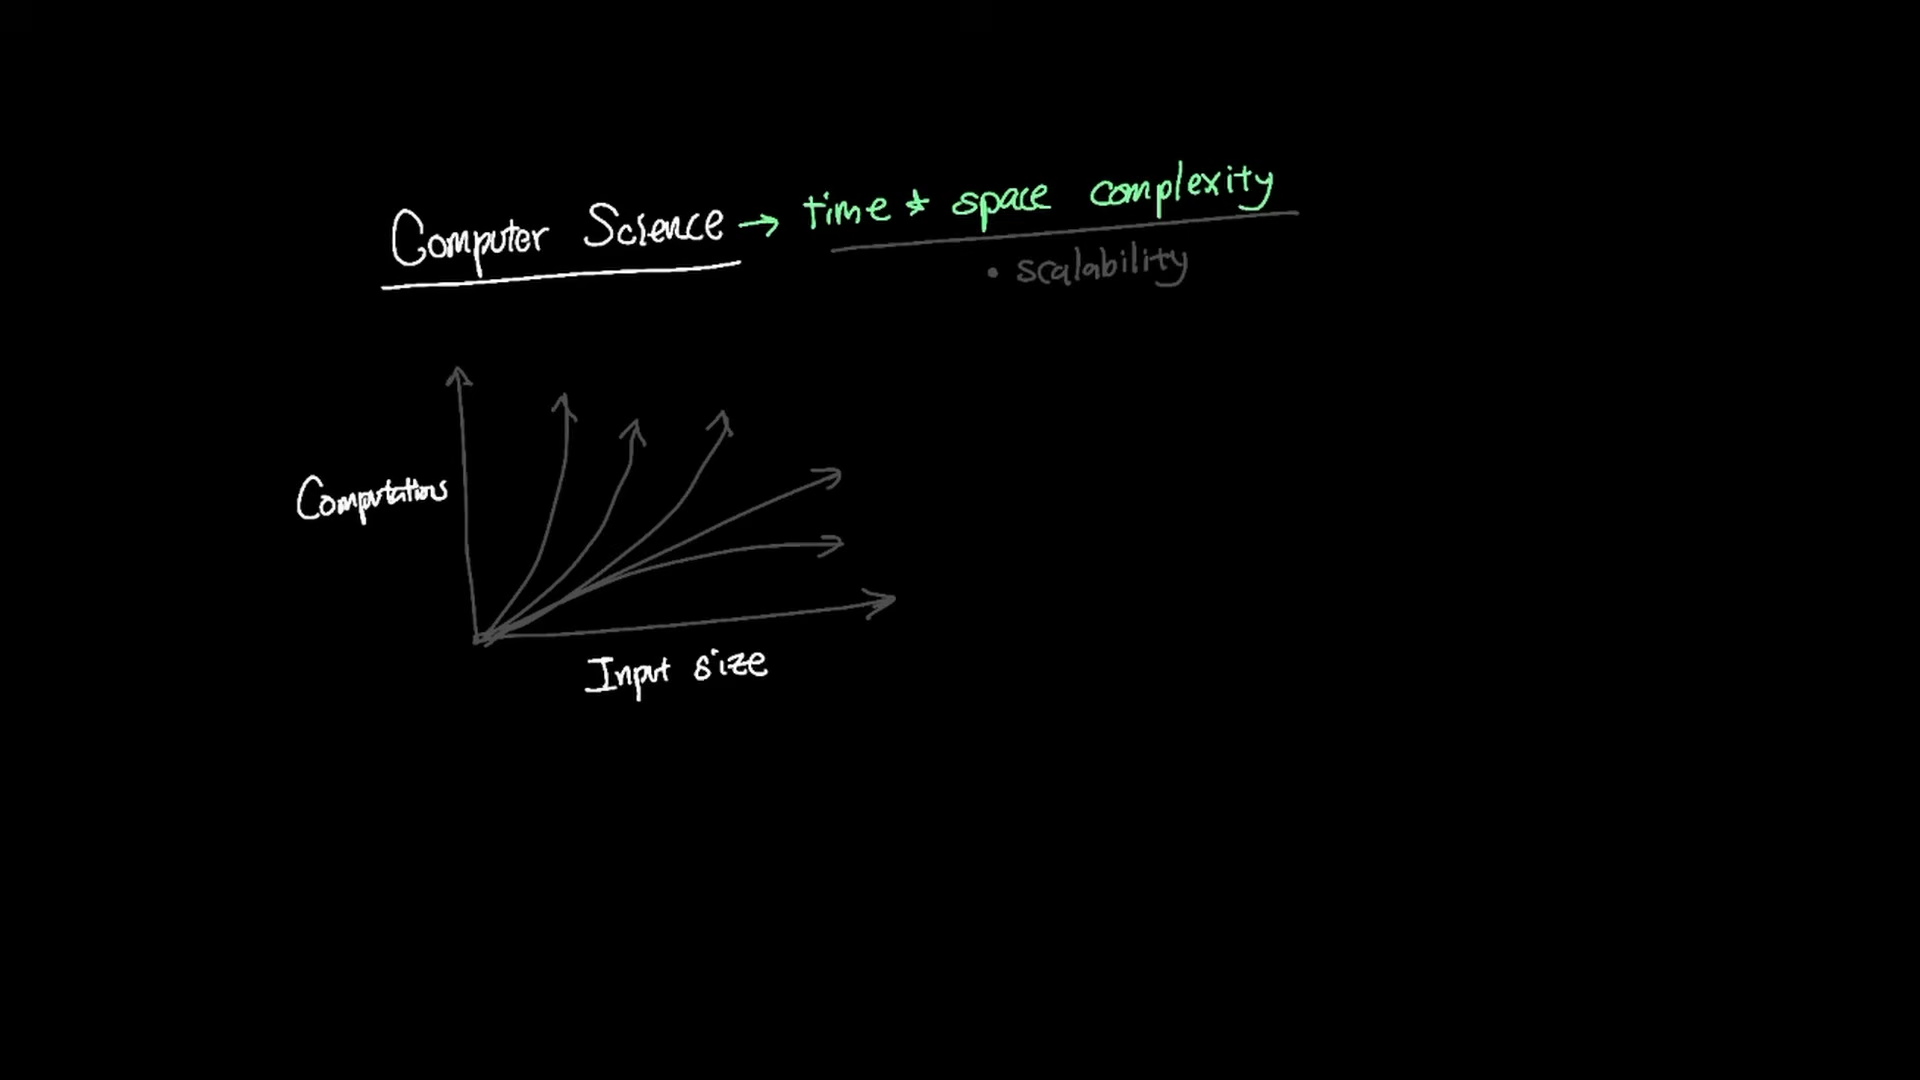 Computer Science → time & space complexity
• scalability
Computations
Input size